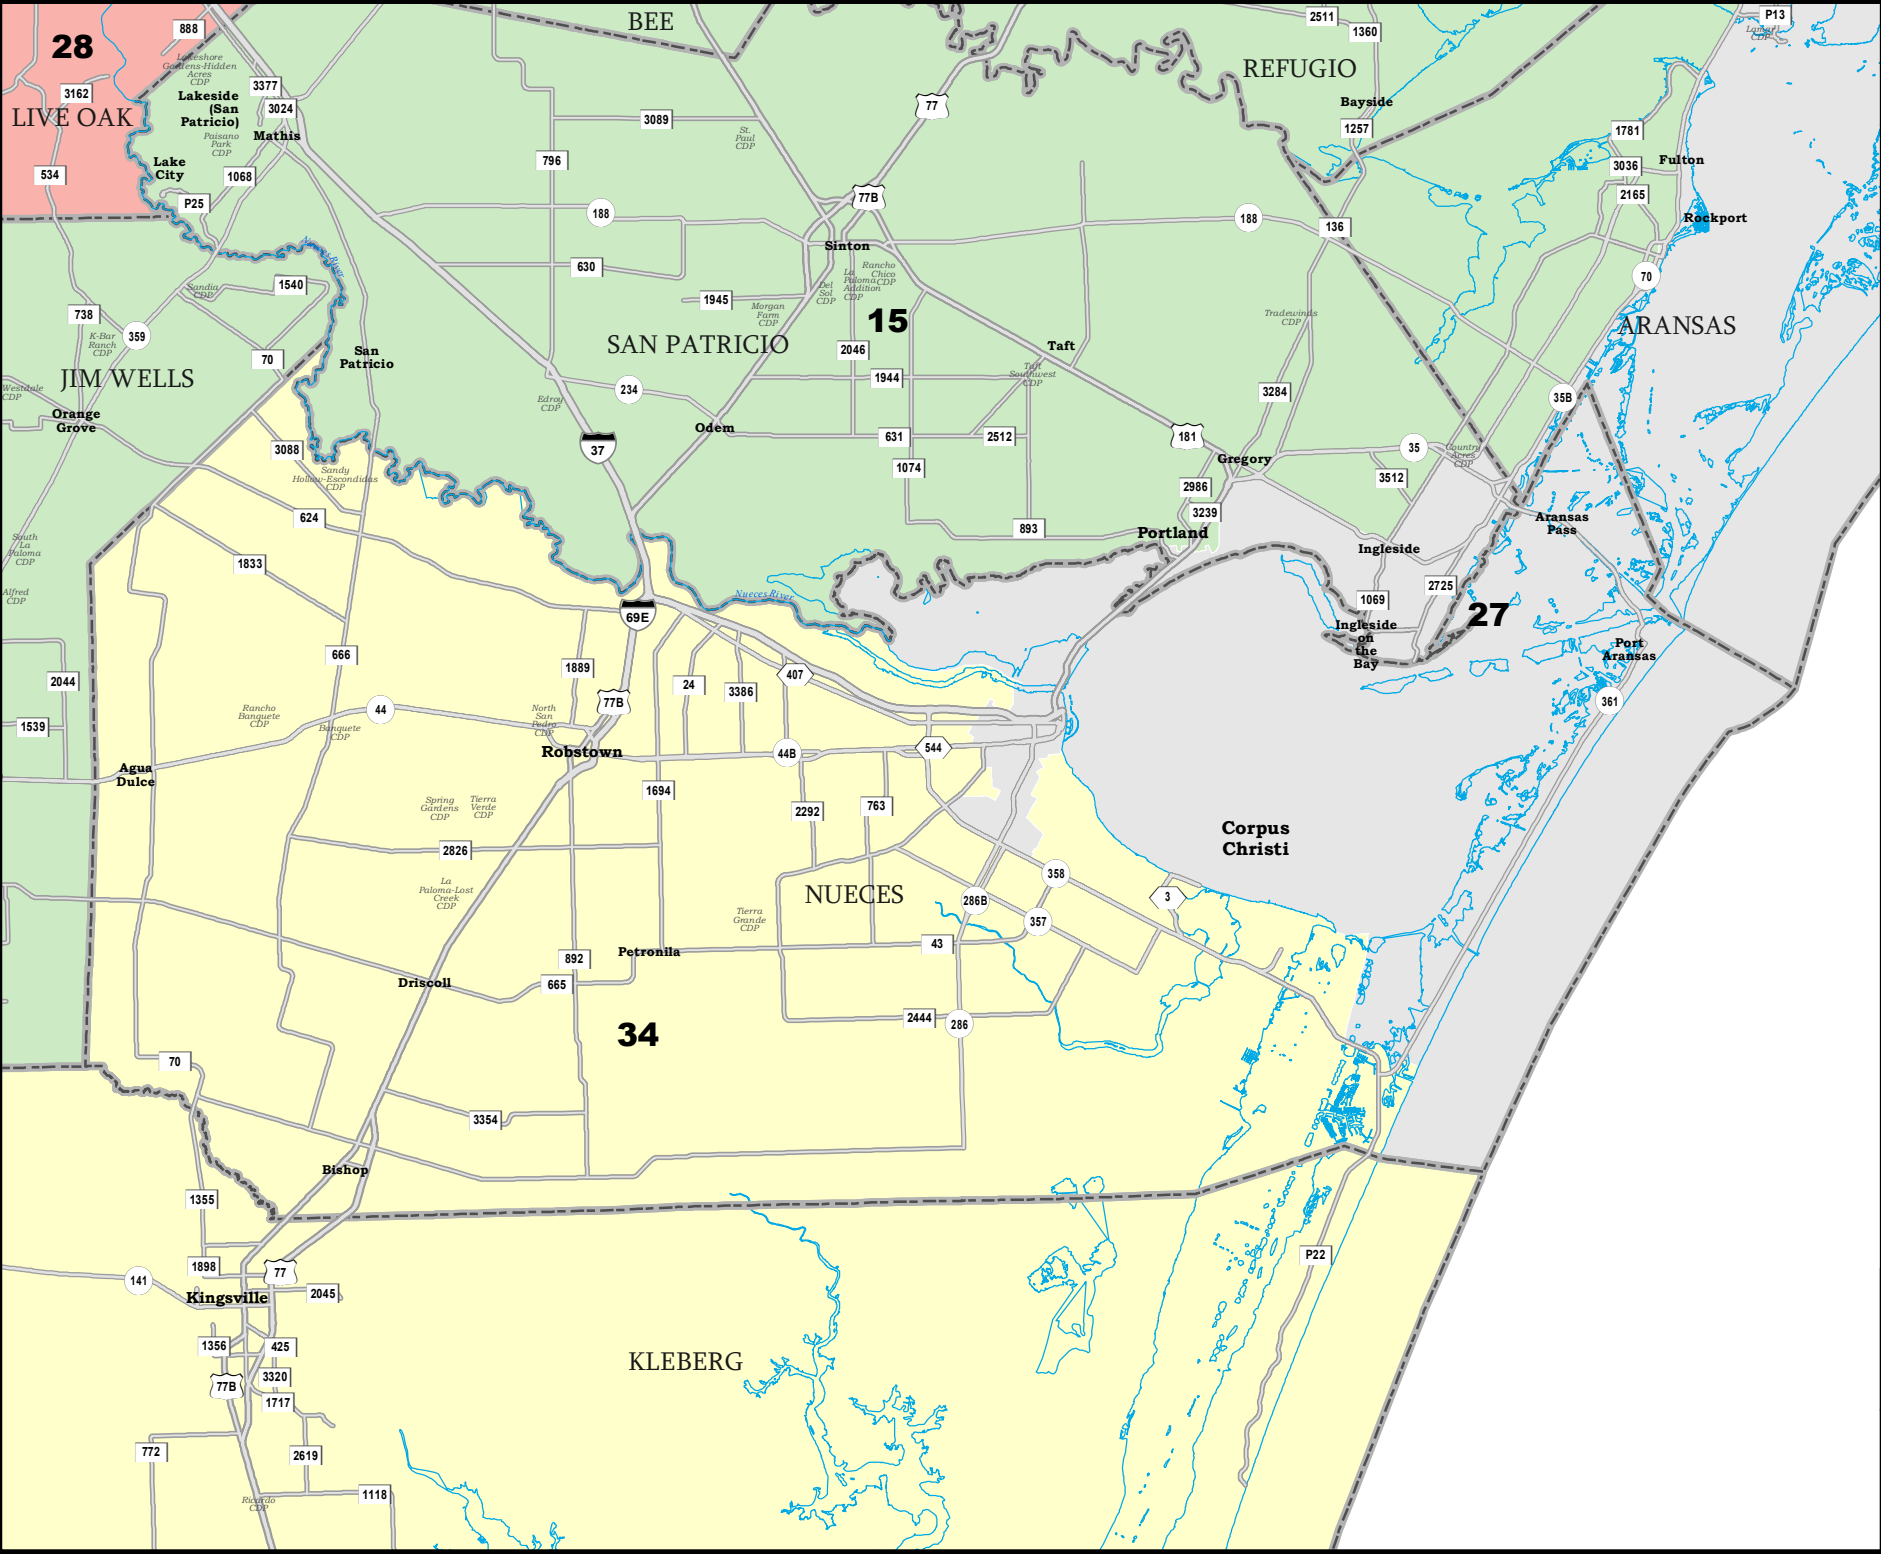 BEE
2511
P13
28
888
1360
Lamar
CDP
Lakeshore
Gardens-Hidden
Acres
CDP
REFUGIO
3162
3377
Lakeside
(San
Patricio)
3024
77
Bayside
LIVE OAK
3089
Paisano
Park
CDP
Mathis
St.
Paul
CDP
1257
1781
Lake
City
796
3036
Fulton
534
1068
2165
P25
77B
188
188
Rockport
136
Nueces River
Sinton
630
Rancho
Chico
CDP
La
Paloma
Addition
CDP
70
Sandia
CDP
1540
Del
Sol
CDP
1945
Morgan
Farm
CDP
738
15
Tradewinds
CDP
ARANSAS
359
K-Bar
Ranch
CDP
SAN PATRICIO
2046
Taft
70
San
Patricio
JIM WELLS
1944
Taft
Southwest
CDP
Westdale
CDP
234
3284
35B
Edroy
CDP
Orange
Grove
Odem
631
2512
181
37
3088
35
Country
Acres
CDP
Gregory
1074
Sandy
Hollow-Escondidas
CDP
3512
2986
624
3239
893
Aransas
Pass
Portland
South
La
Paloma
CDP
Ingleside
1833
2725
Alfred
CDP
Nueces River
1069
69E
27
Ingleside
on
the
Bay
Port
Aransas
666
1889
407
2044
24
3386
361
77B
44
Rancho
Banquete
CDP
North
San
Pedro
CDP
1539
Banquete
CDP
544
Robstown
44B
Agua
Dulce
1694
Spring
Gardens
CDP
Tierra
Verde
CDP
2292
763
Corpus
Christi
2826
358
La
Paloma-Lost
Creek
CDP
NUECES
3
286B
Tierra
Grande
CDP
357
43
Petronila
892
Driscoll
665
2444
286
34
70
3354
Bishop
1355
P22
1898
77
141
2045
Kingsville
1356
425
KLEBERG
3320
77B
1717
772
2619
1118
Ricardo
CDP